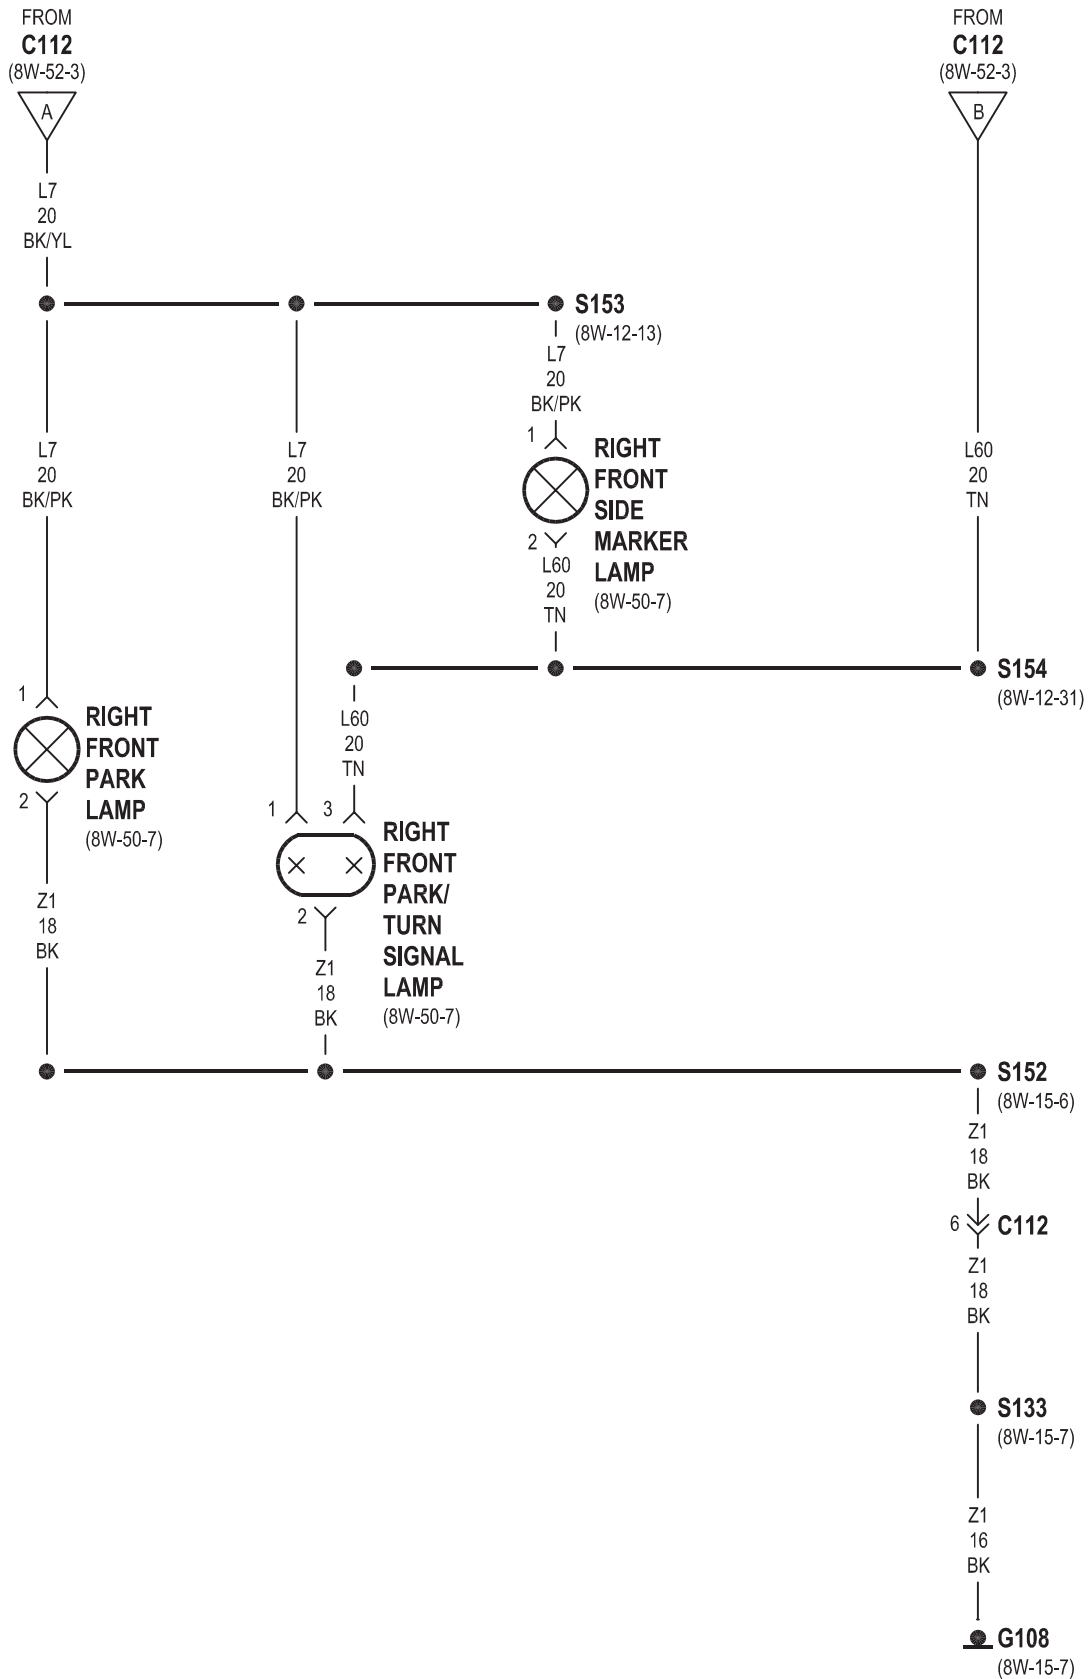 FROM
C112
(8W-52-3)
A
FROM
C112
(8W-52-3)
B
L7
20
BK/YL
S153
(8W-12-13)
L7
20
BK/PK
L7
20
BK/PK
L7
20
BK/PK
1
RIGHT
FRONT
SIDE
MARKER
LAMP
(8W-50-7)
2
L60
20
TN
L60
20
TN
S154
(8W-12-31)
1
RIGHT
FRONT
PARK
LAMP
(8W-50-7)
2
L60
20
TN
1
3
RIGHT
FRONT
PARK/
TURN
SIGNAL
LAMP
(8W-50-7)
2
Z1
18
BK
Z1
18
BK
S152
(8W-15-6)
Z1
18
BK
6
C112
Z1
18
BK
S133
(8W-15-7)
Z1
16
BK
G108
(8W-15-7)